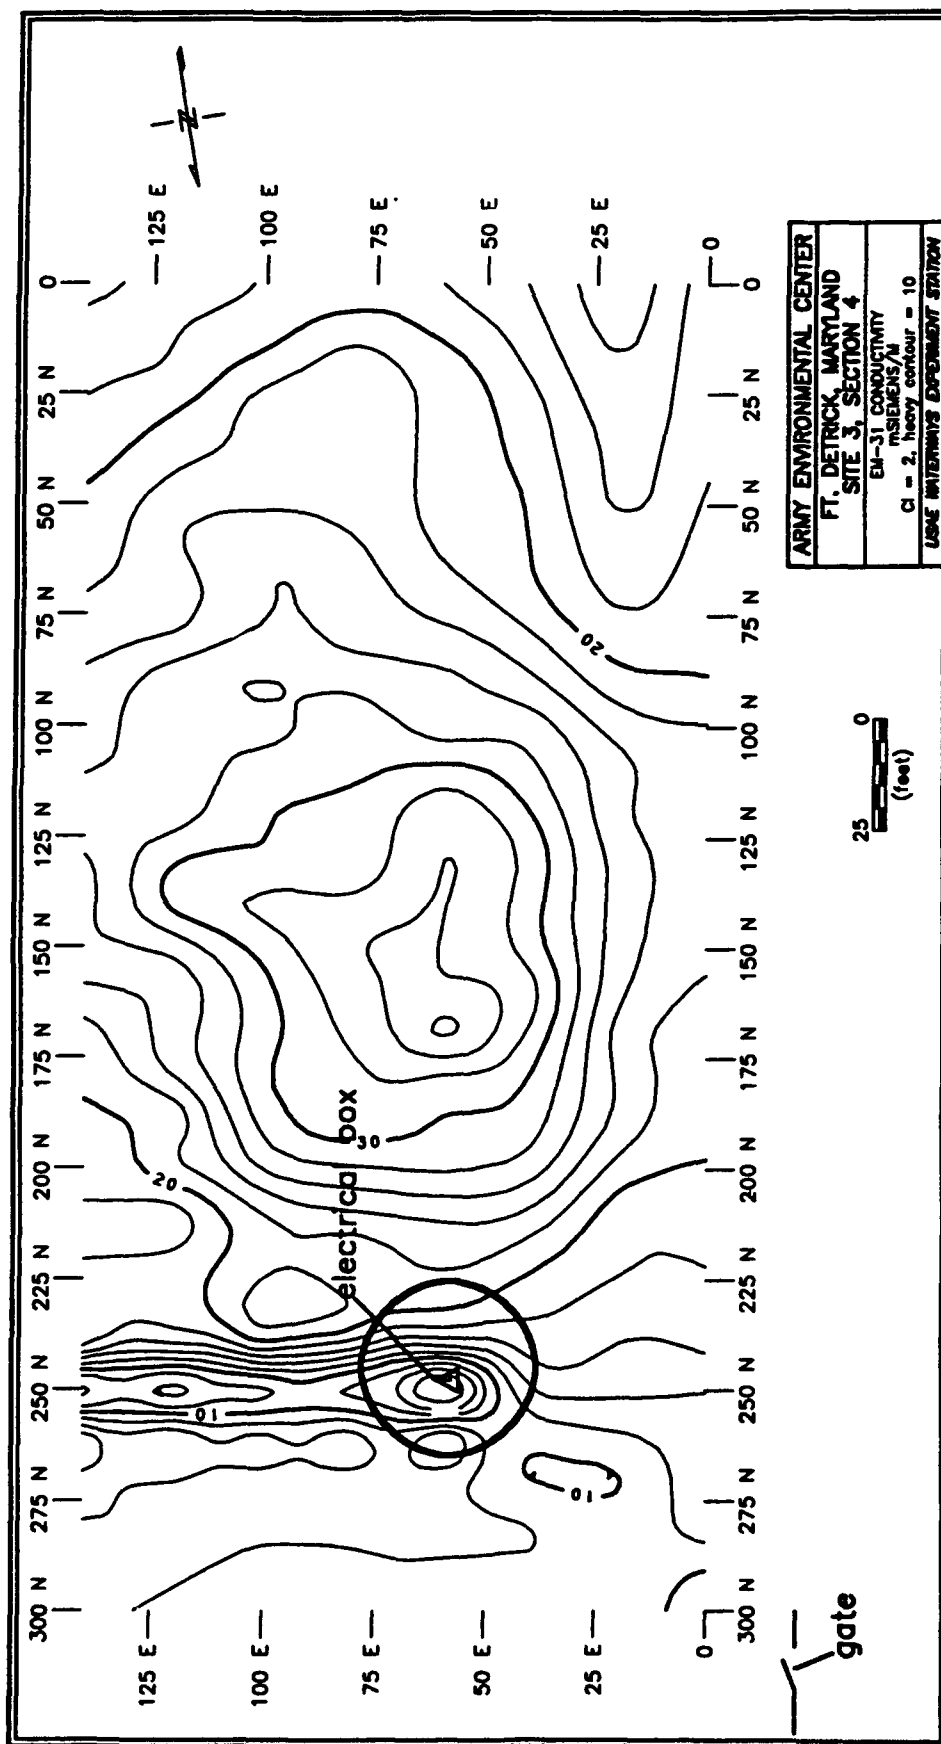 300 N
275 N
250 N
225 N
200 N
175 N
150 N
125 N
100 N
75 N
50 N
25 N
0
125 E
100 E
75 E
50 E
25 E
0
125 E
100 E
75 E
50 E
25 E
0
300 N
275 N
250 N
225 N
200 N
175 N
150 N
125 N
100 N
75 N
50 N
25 N
0
N
20
20
30
10
10
electrical box
gate
25 0
(feet)
ARMY ENVIRONMENTAL CENTER
FT. DETRICK, MARYLAND
SITE 3, SECTION 4
EM-31 CONDUCTIVITY
mSIEMENS/M
CI = 2, heavy contour = 10
USAE WATERWAYS EXPERIMENT STATION